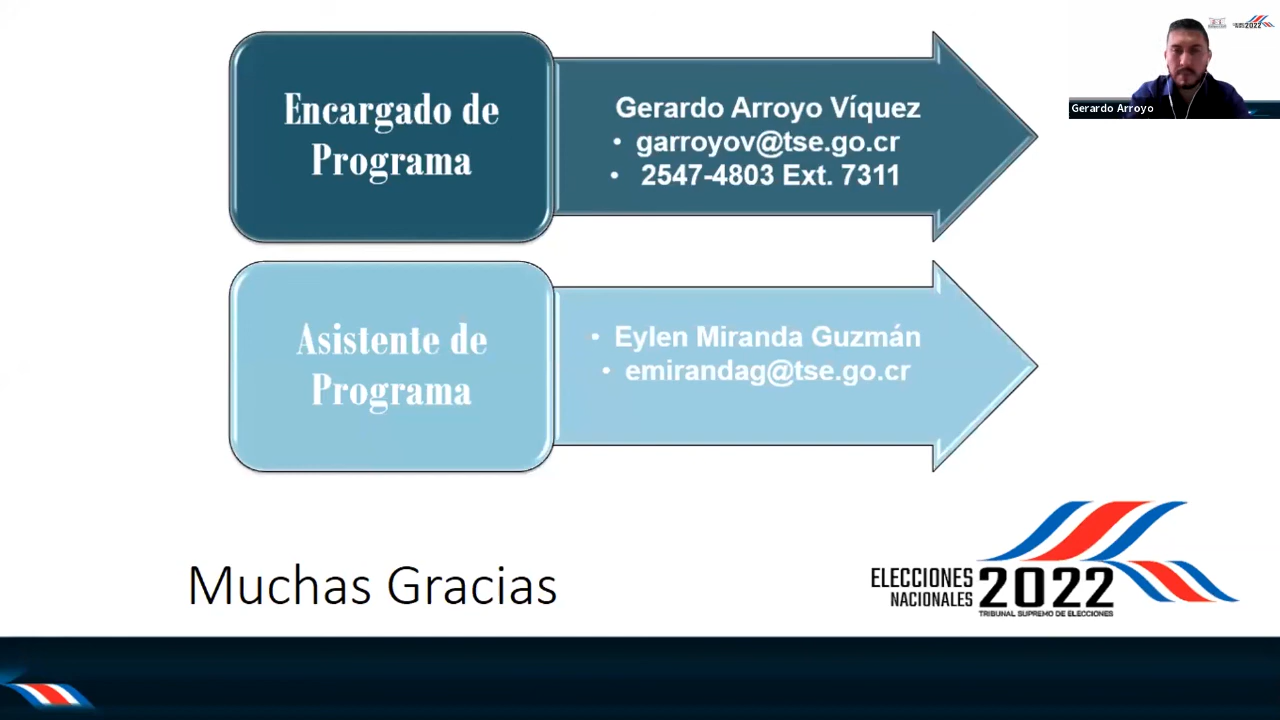 Encargado de
Programa
Gerardo Arroyo Víquez
• garroyov@tse.go.cr
• 2547-4803 Ext. 7311
Gerardo Arroyo
Asistente de
Programa
• Eylen Miranda Guzmán
• emirandag@tse.go.cr
Muchas Gracias
ELECCIONES
NACIONALES
2022
TRIBUNAL SUPREMO DE ELECCIONES